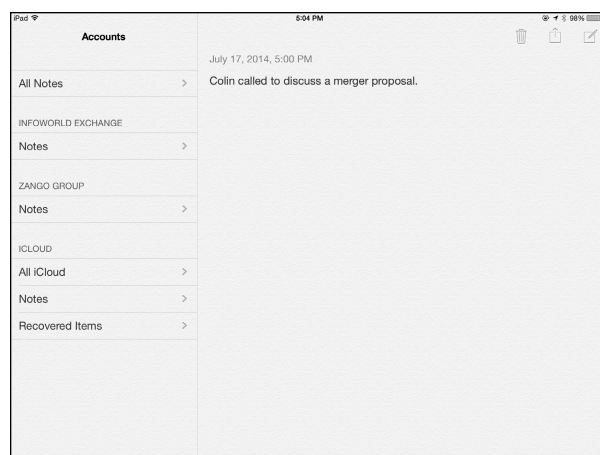 iPad 5:04 PM 98%
Accounts
July 17, 2014, 5:00 PM
All Notes
Colin called to discuss a merger proposal.
INFOWORLD EXCHANGE
Notes
ZANGO GROUP
Notes
ICLOUD
All iCloud
Notes
Recovered Items